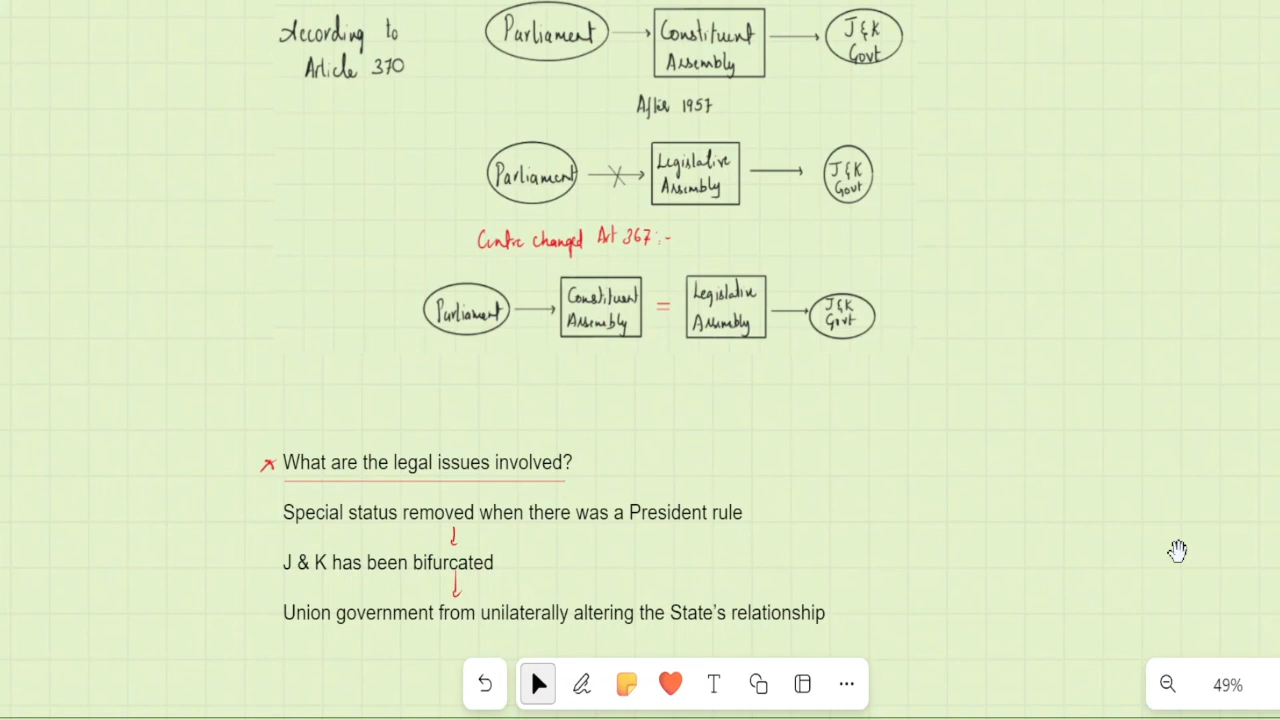 According to
Article 370
Parliament
Constituent
Assembly
J&K
Govt
After 1957
Parliament
Legislative
Assembly
J&K
Govt
Centre changed Art 367:-
Parliament
Constituent
Assembly
=
Legislative
Assembly
J&K
Govt
What are the legal issues involved?
Special status removed when there was a President rule
J & K has been bifurcated
Union government from unilaterally altering the State's relationship
T
49%